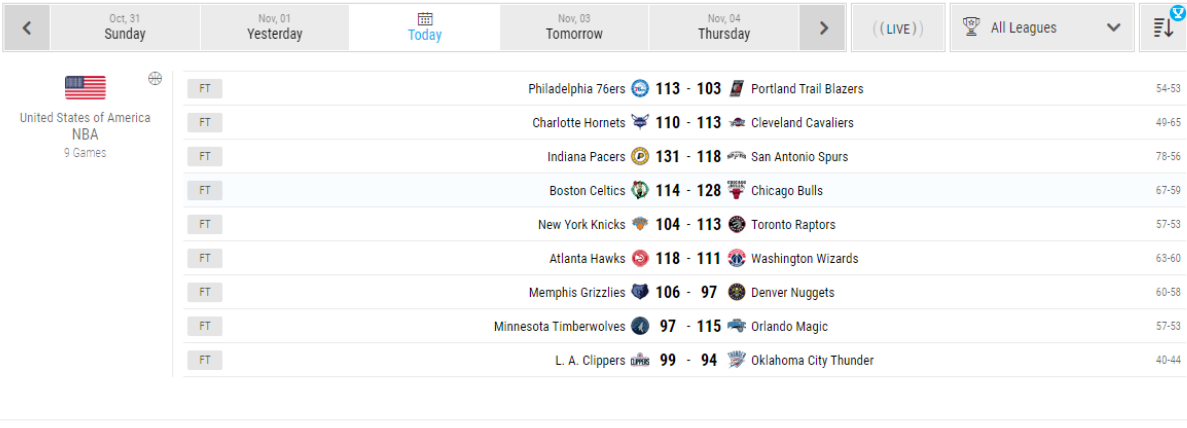 Oct, 31 Nov, 01 Nov, 03 Nov, 04
Sunday Yesterday Today Tomorrow Thursday ((LIVE)) All Leagues
United States of America
NBA
9 Games
FT Philadelphia 76ers 113 - 103 Portland Trail Blazers 54-53
FT Charlotte Hornets 110 - 113 Cleveland Cavaliers 49-65
FT Indiana Pacers 131 - 118 San Antonio Spurs 78-56
FT Boston Celtics 114 - 128 Chicago Bulls 67-59
FT New York Knicks 104 - 113 Toronto Raptors 57-53
FT Atlanta Hawks 118 - 111 Washington Wizards 63-60
FT Memphis Grizzlies 106 - 97 Denver Nuggets 60-58
FT Minnesota Timberwolves 97 - 115 Orlando Magic 57-53
FT L. A. Clippers 99 - 94 Oklahoma City Thunder 40-44